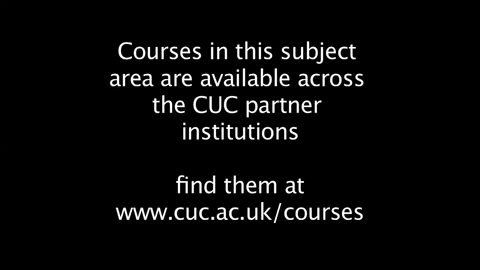 Courses in this subject
area are available across
the CUC partner
institutions
find them at
www.cuc.ac.uk/courses